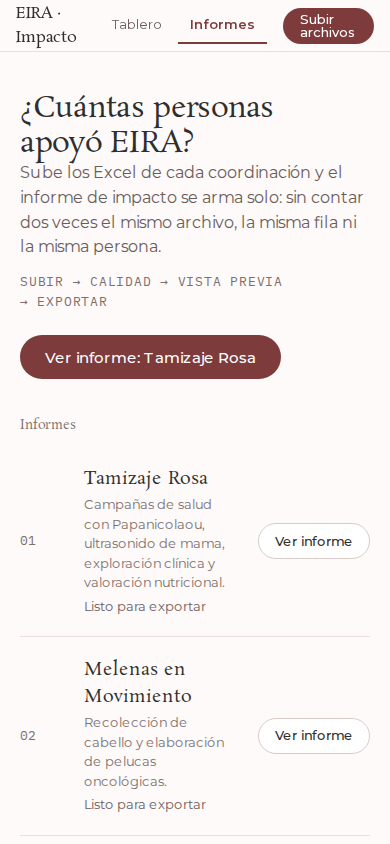 EIRA ·
Impacto
Tablero
Informes
Subir
archivos
¿Cuántas personas
apoyó EIRA?
Sube los Excel de cada coordinación y el
informe de impacto se arma solo: sin contar
dos veces el mismo archivo, la misma fila ni
la misma persona.
SUBIR → CALIDAD → VISTA PREVIA
→ EXPORTAR
Ver informe: Tamizaje Rosa
Informes
01
Tamizaje Rosa
Campañas de salud
con Papanicolaou,
ultrasonido de mama,
exploración clínica y
valoración nutricional.
Listo para exportar
Ver informe
02
Melenas en
Movimiento
Recolección de
cabello y elaboración
de pelucas
oncológicas.
Listo para exportar
Ver informe